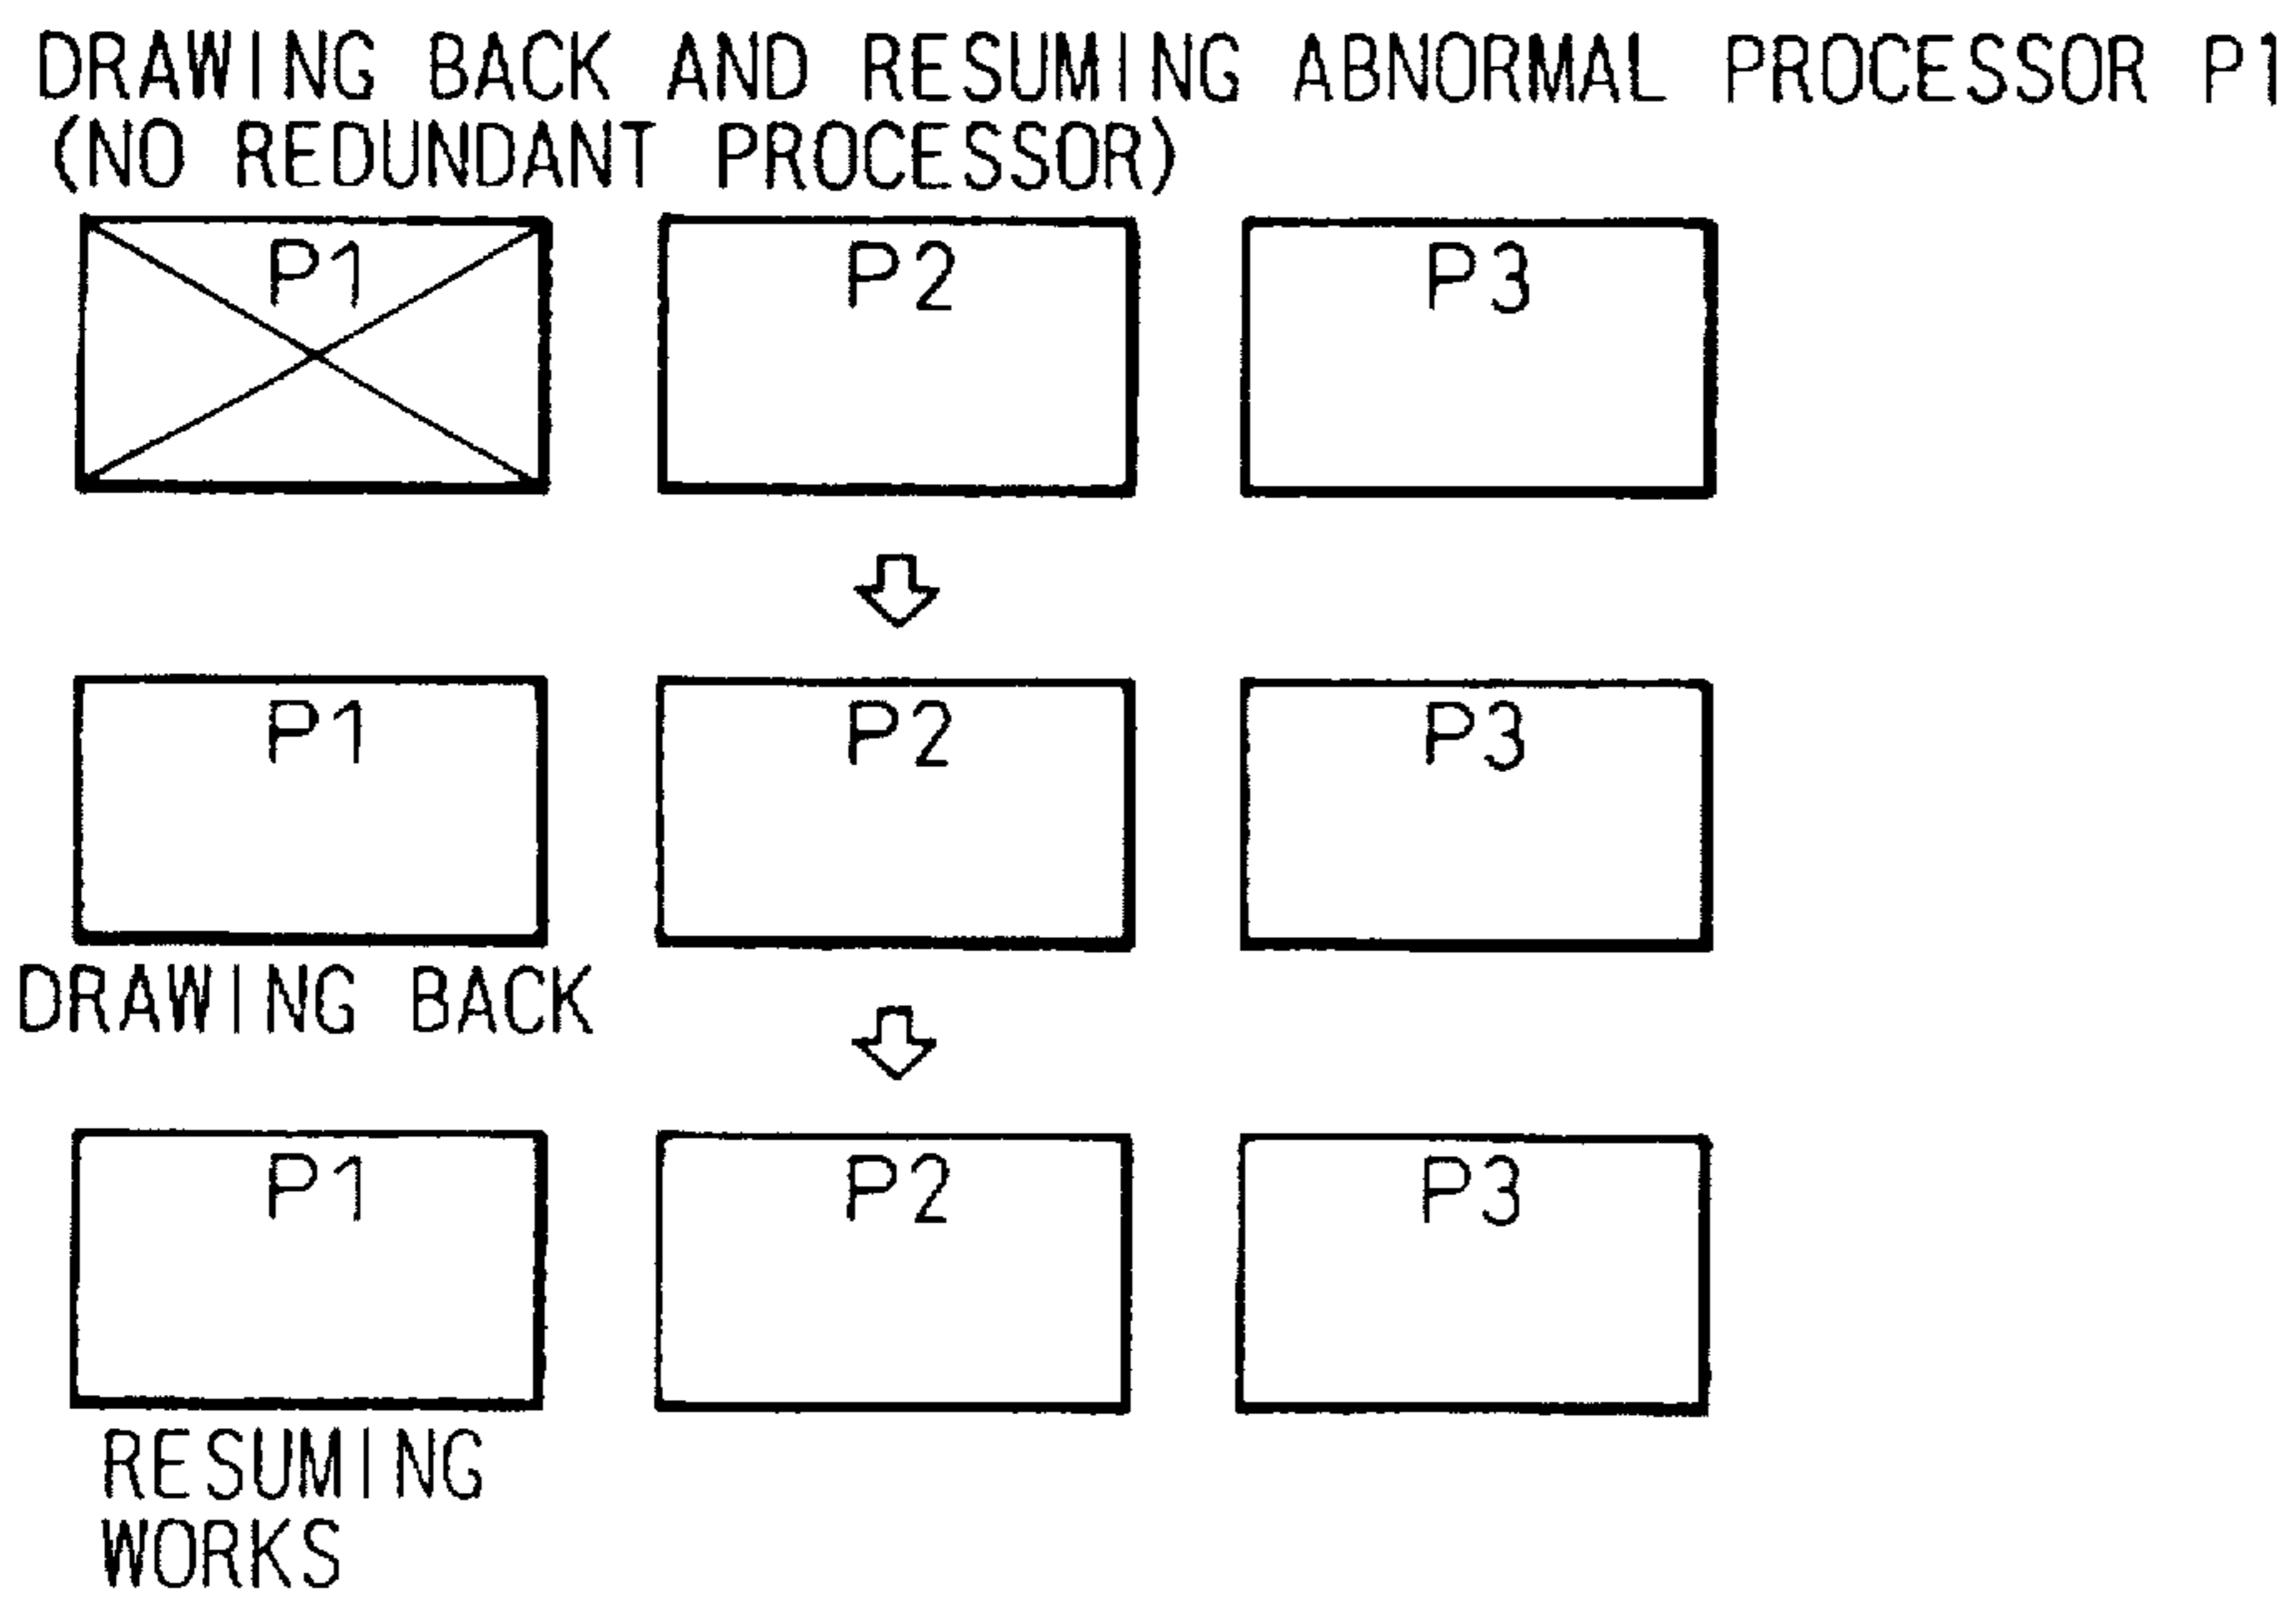 DRAWING BACK AND RESUMING ABNORMAL PROCESSOR P1
(NO REDUNDANT PROCESSOR)
P1 P2 P3
P1 P2 P3
DRAWING BACK
P1 P2 P3
RESUMING
WORKS